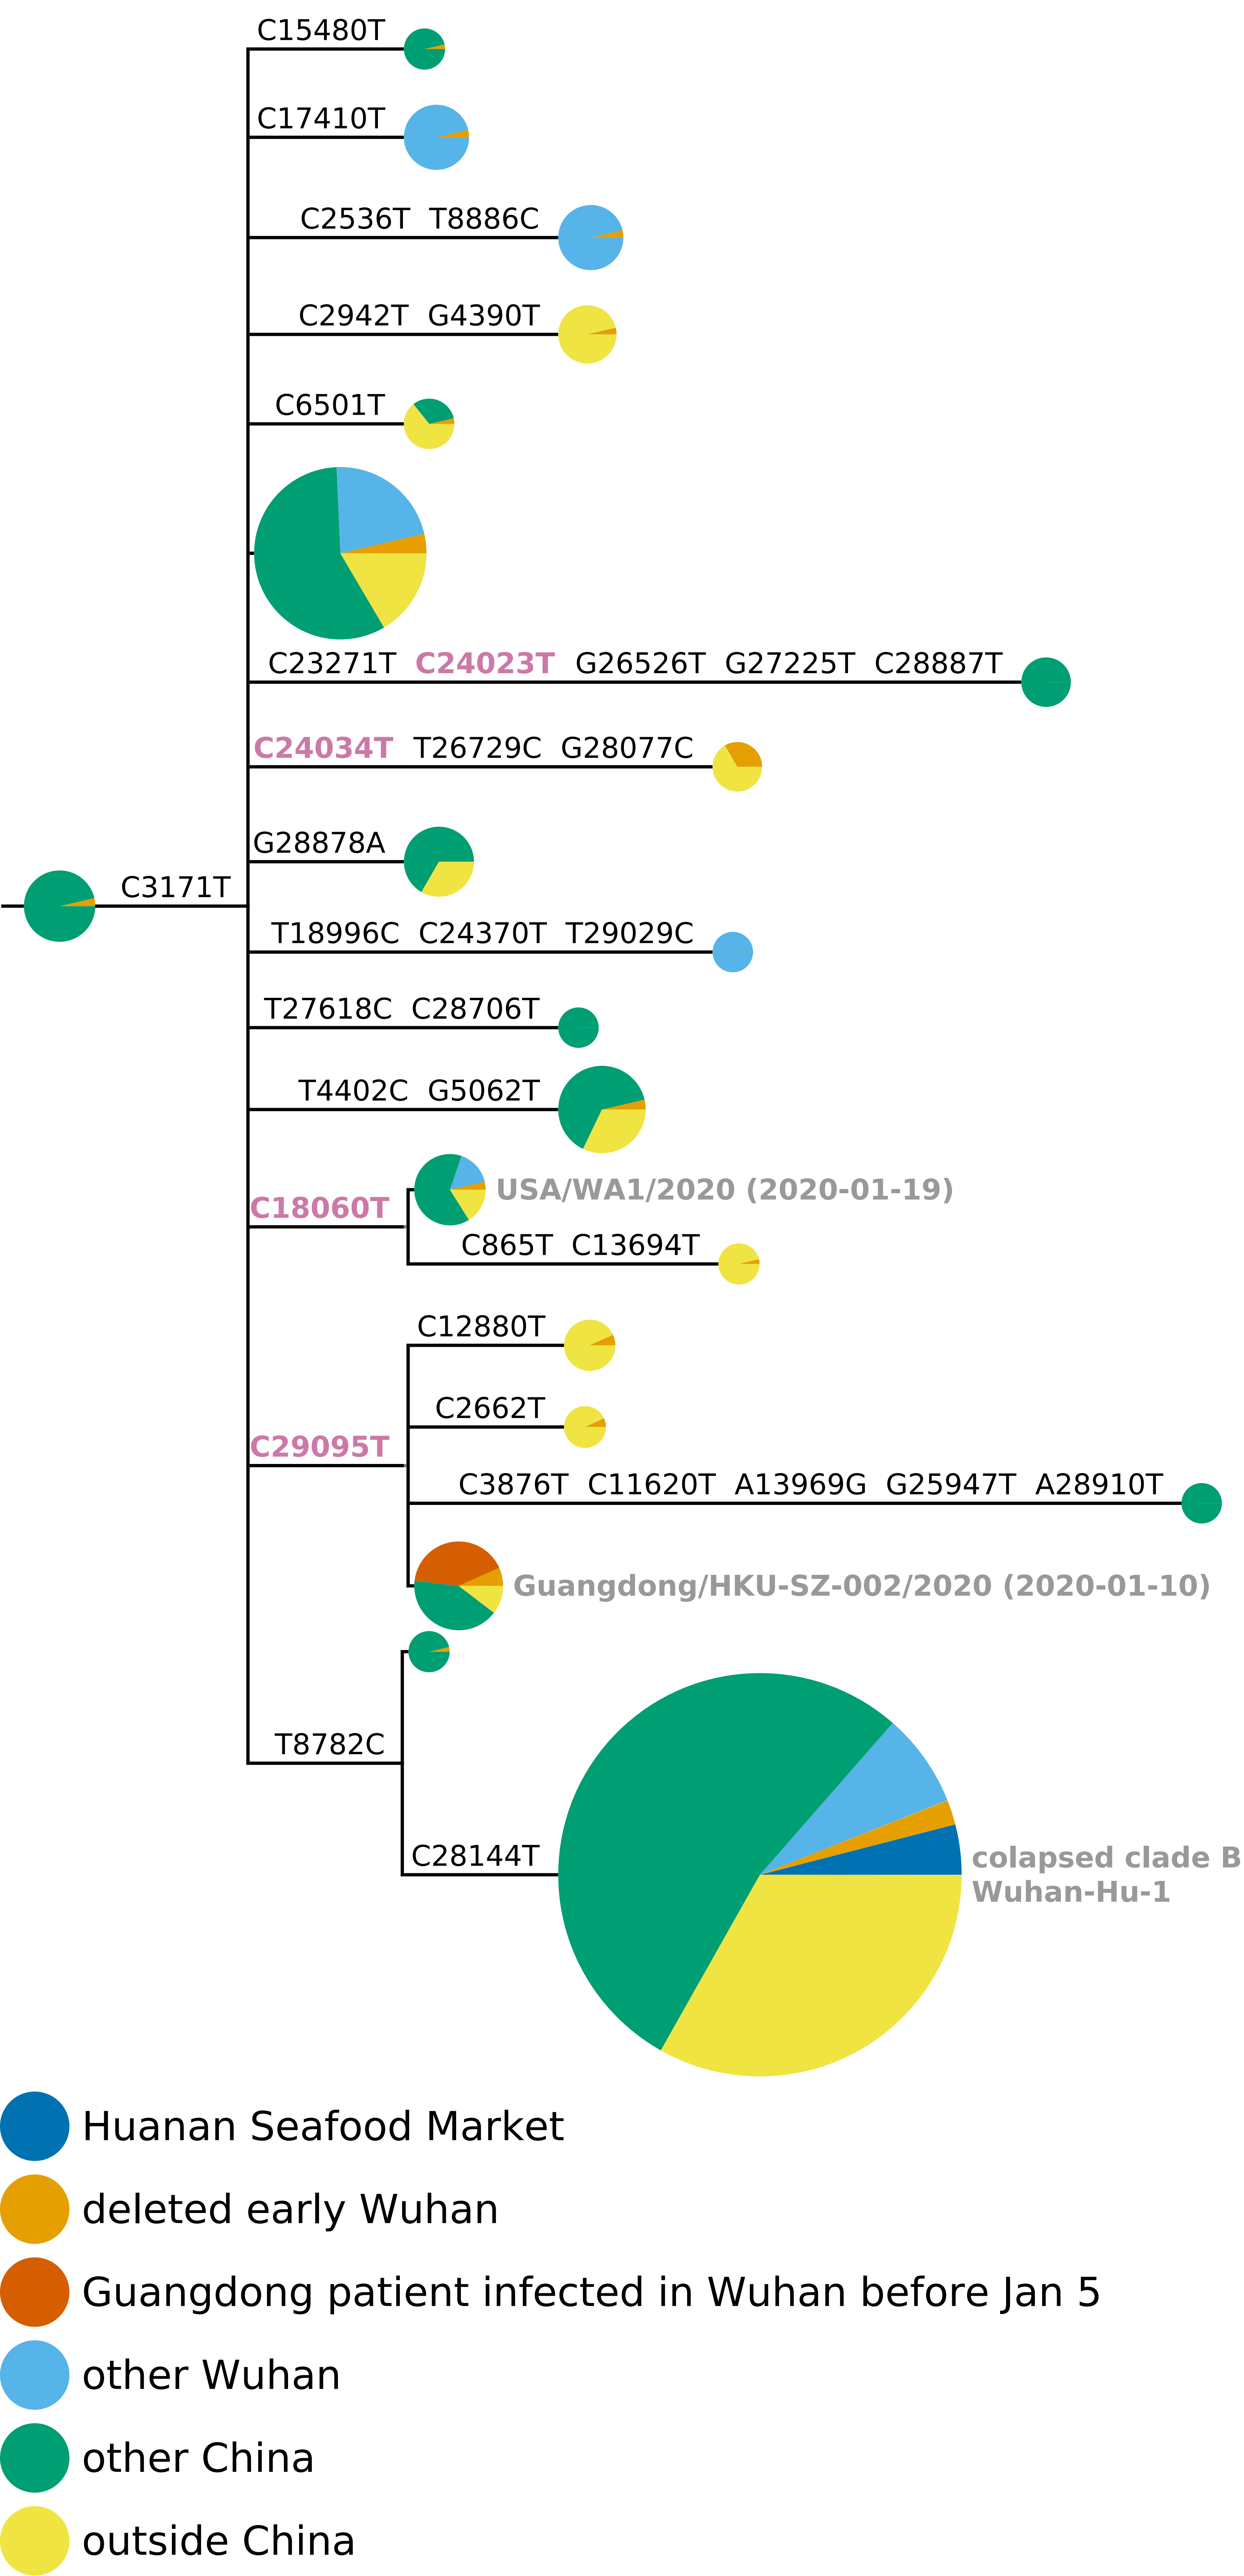 C15480T
C17410T
C2536T T8886C
C2942T G4390T
C6501T
C23271T C24023T G26526T G27225T C28887T
C24034T T26729C G28077C
G28878A
C3171T
T18996C C24370T T29029C
T27618C C28706T
T4402C G5062T
USA/WA1/2020 (2020-01-19)
C18060T
C865T C13694T
C12880T
C2662T
C29095T
C3876T C11620T A13969G G25947T A28910T
Guangdong/HKU-SZ-002/2020 (2020-01-10)
T8782C
C28144T
colapsed clade B
Wuhan-Hu-1
Huanan Seafood Market
deleted early Wuhan
Guangdong patient infected in Wuhan before Jan 5
other Wuhan
other China
outside China